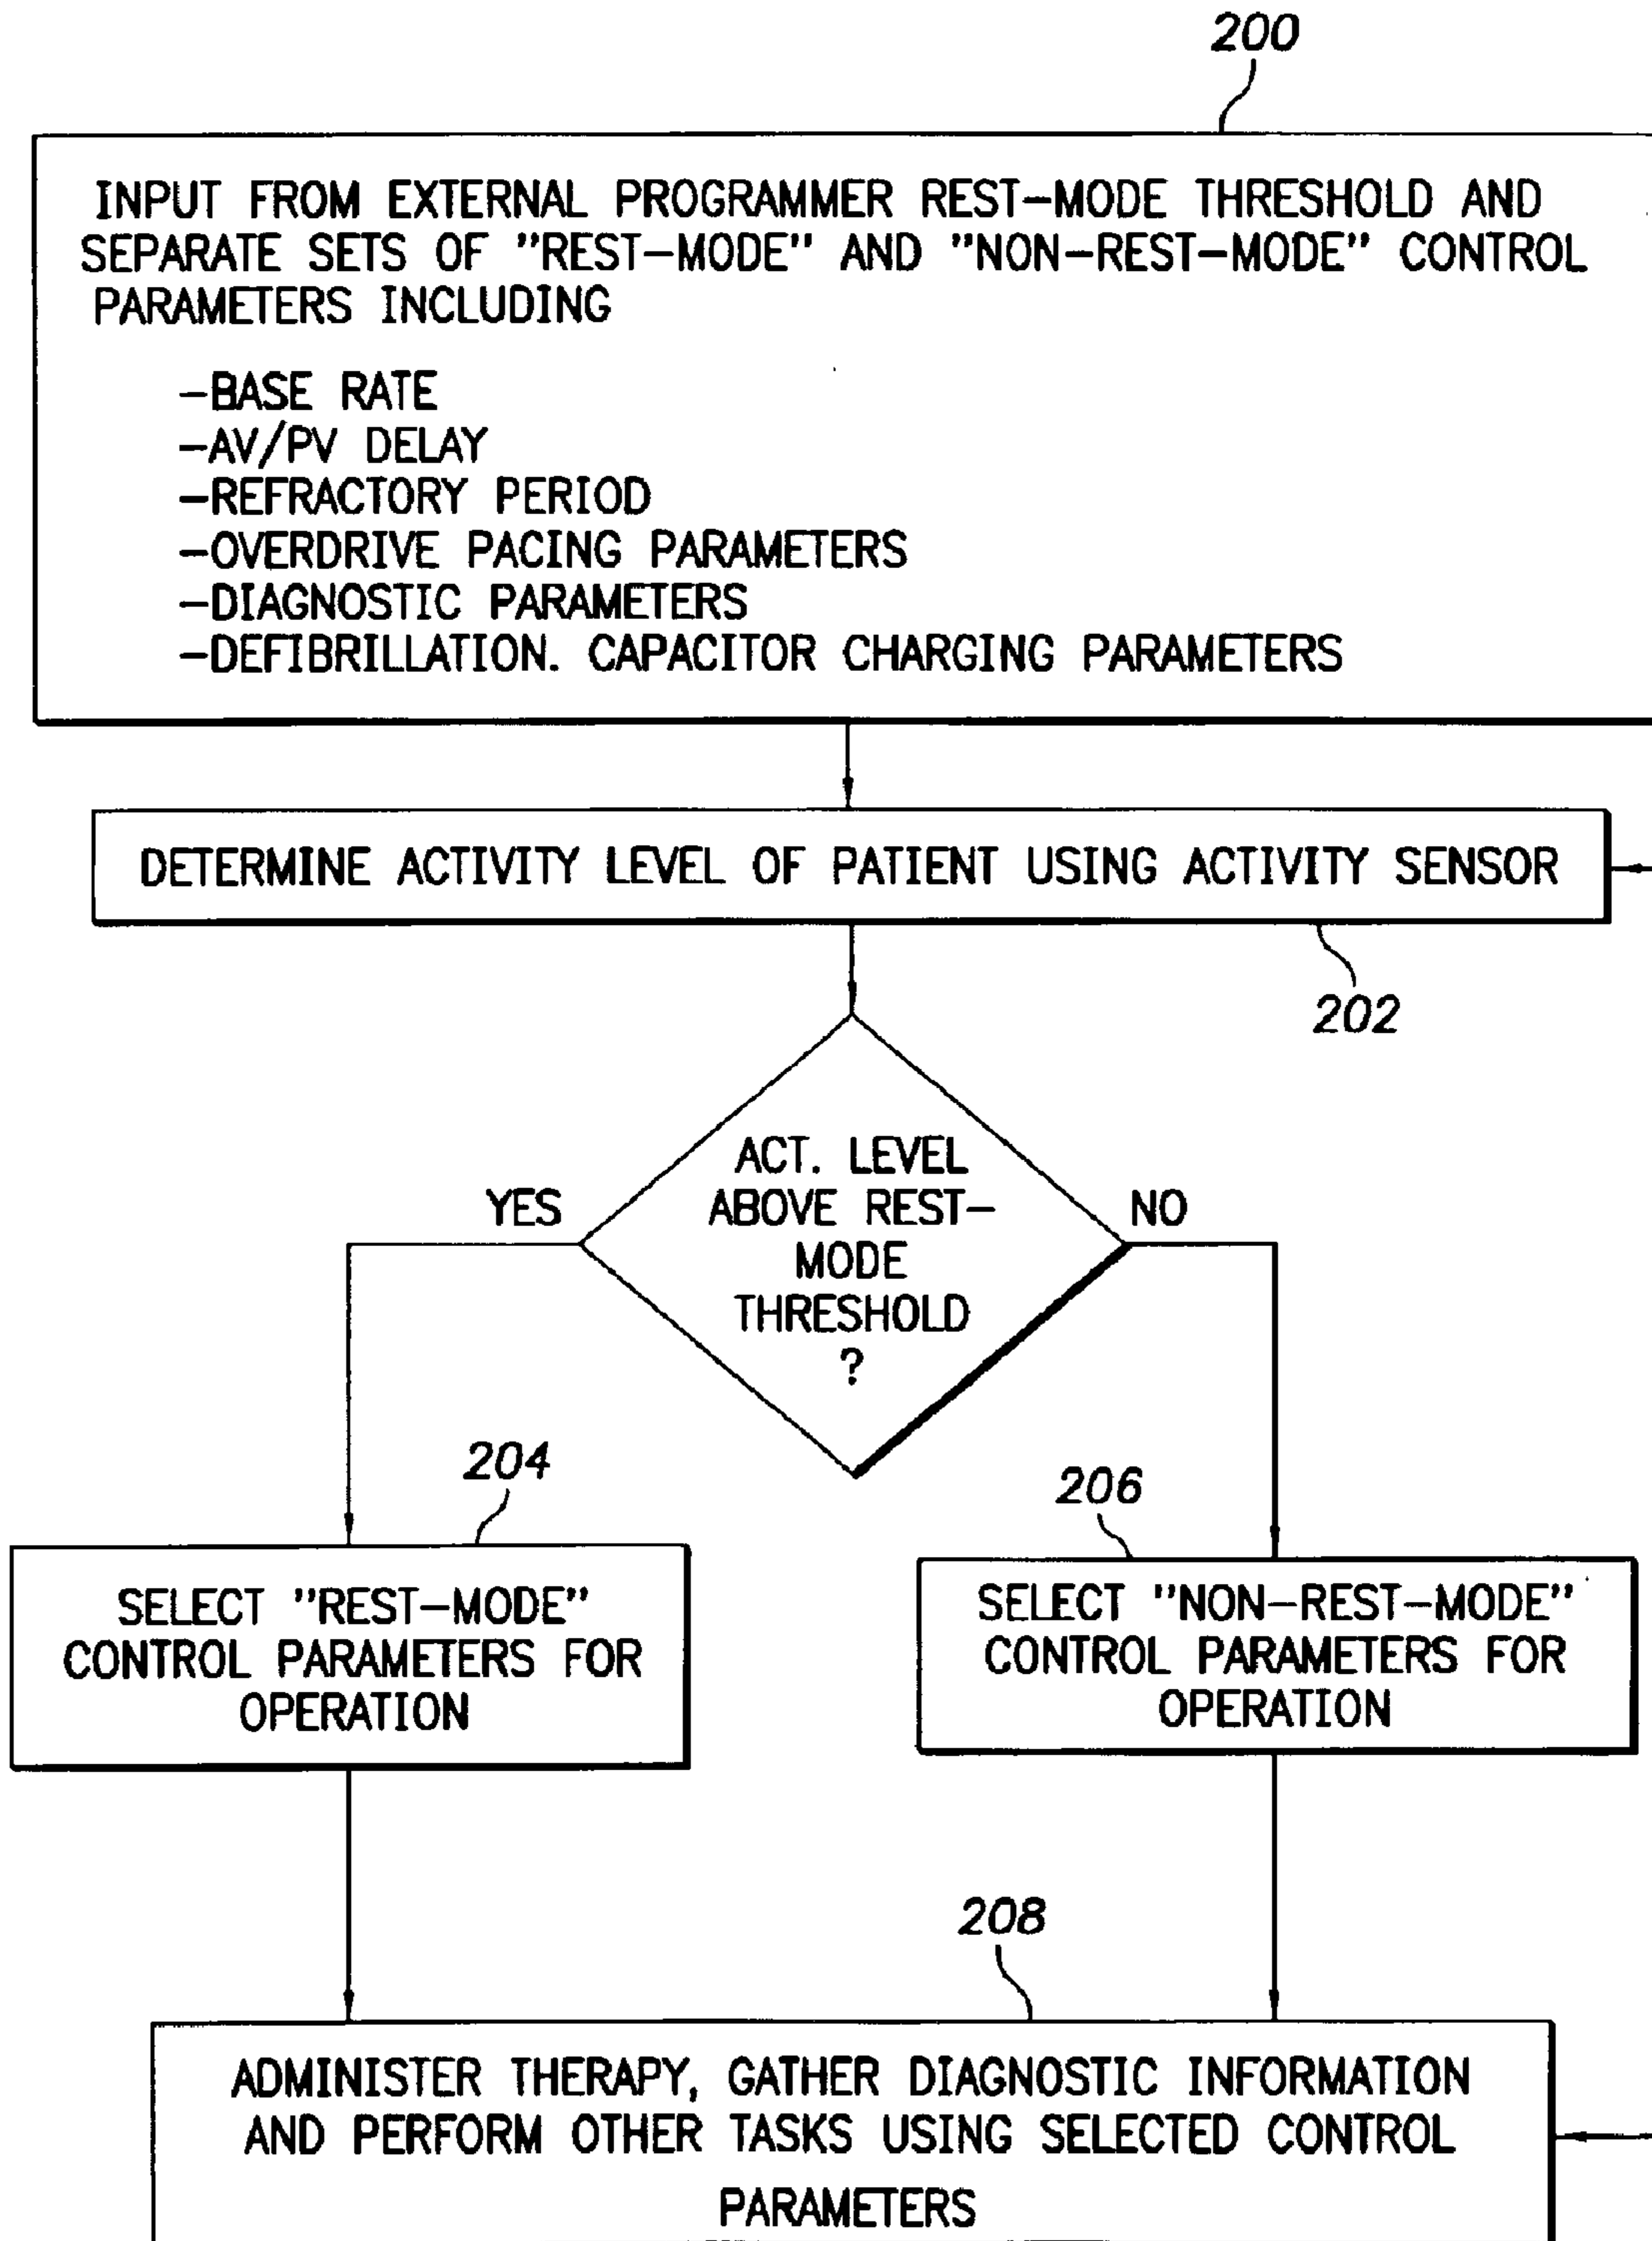 200
INPUT FROM EXTERNAL PROGRAMMER REST-MODE THRESHOLD AND
SEPARATE SETS OF "REST-MODE" AND "NON-REST-MODE" CONTROL
PARAMETERS INCLUDING
-BASE RATE
-AV/PV DELAY
-REFRACTORY PERIOD
-OVERDRIVE PACING PARAMETERS
-DIAGNOSTIC PARAMETERS
-DEFIBRILLATION. CAPACITOR CHARGING PARAMETERS
DETERMINE ACTIVITY LEVEL OF PATIENT USING ACTIVITY SENSOR
202
ACT. LEVEL
ABOVE REST-
MODE
THRESHOLD
?
YES
NO
204
SELECT "REST-MODE"
CONTROL PARAMETERS FOR
OPERATION
206
SELECT "NON-REST-MODE"
CONTROL PARAMETERS FOR
OPERATION
208
ADMINISTER THERAPY, GATHER DIAGNOSTIC INFORMATION
AND PERFORM OTHER TASKS USING SELECTED CONTROL
PARAMETERS